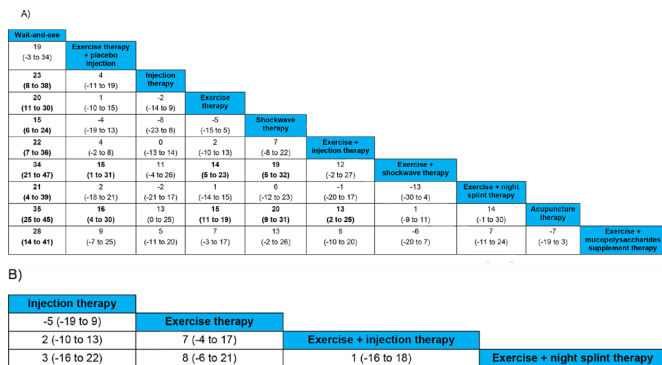 A)
Wait-and-see
19 (-3 to 34) Exercise therapy + placebo injection
23 (8 to 38) 4 (-11 to 19) Injection therapy
20 (11 to 30) 1 (-10 to 15) -2 (-14 to 9) Exercise therapy
15 (6 to 24) -4 (-19 to 13) -8 (-23 to 8) -5 (-15 to 5) Shockwave therapy
22 (7 to 36) 4 (-2 to 8) 0 (-13 to 14) 2 (-10 to 13) 7 (-8 to 22) Exercise + injection therapy
34 (21 to 47) 15 (1 to 31) 11 (-4 to 26) 14 (5 to 23) 19 (5 to 32) 12 (-2 to 27) Exercise + shockwave therapy
21 (4 to 39) 2 (-18 to 21) -2 (-21 to 17) 1 (-14 to 15) 6 (-12 to 23) -1 (-20 to 17) -13 (-30 to 4) Exercise + night splint therapy
35 (25 to 45) 16 (4 to 30) 13 (0 to 25) 15 (11 to 19) 20 (9 to 31) 13 (2 to 25) 1 (-9 to 11) 14 (-1 to 30) Acupuncture therapy
28 (14 to 41) 9 (-7 to 25) 5 (-11 to 20) 7 (-3 to 17) 13 (-2 to 26) 6 (-10 to 20) -6 (-20 to 7) 7 (-11 to 24) -7 (-19 to 3) Exercise + mucopolysaccharides supplement therapy
B)
Injection therapy
-5 (-19 to 9) Exercise therapy
2 (-10 to 13) 7 (-4 to 17) Exercise + injection therapy
3 (-16 to 22) 8 (-6 to 21) 1 (-16 to 18) Exercise + night splint therapy